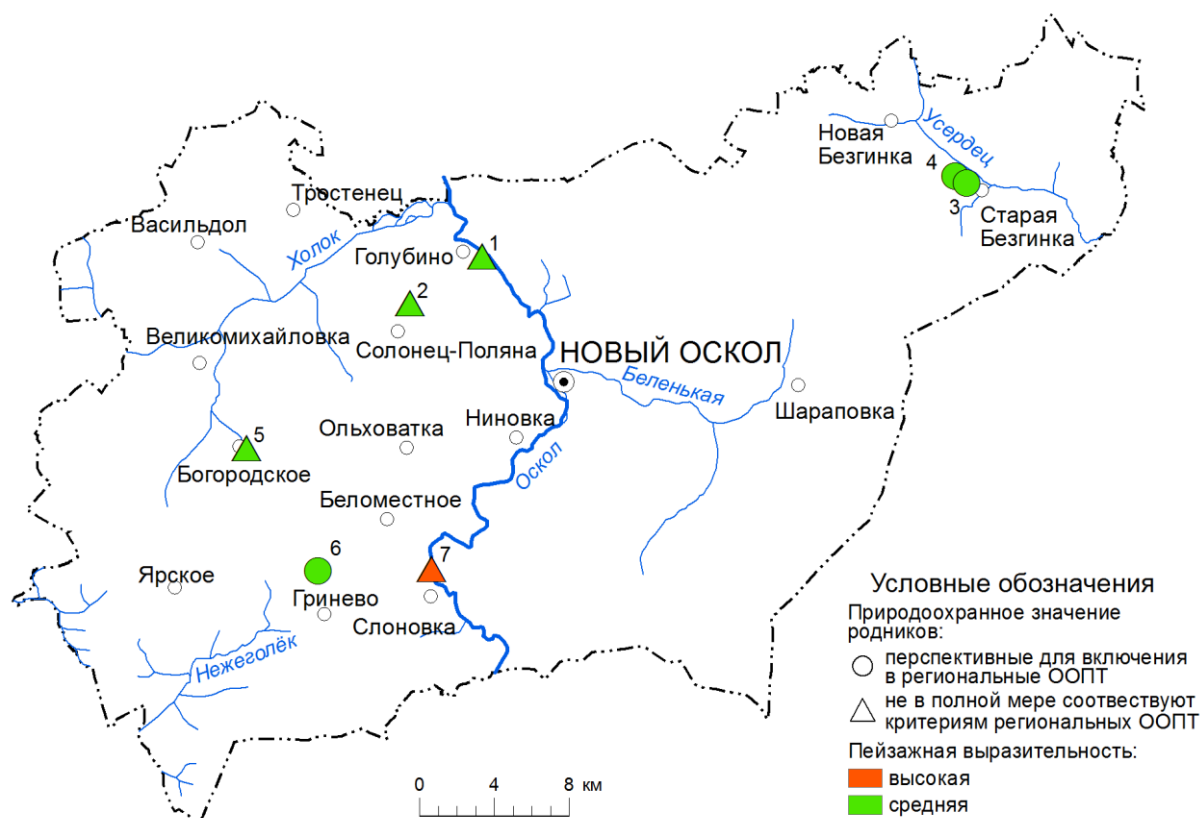 Новая
Безгинка
Усердец
4
3
Старая
Безгинка
Тростенец
Васильдол
Холок
Голубино
1
2
Великомихайловка
Солонец-Поляна
НОВЫЙ ОСКОЛ
Беленькая
Шараповка
Ниновка
Ольховатка
5
Богородское
Оскол
Беломестное
6
7
Ярское
Гринево
Слоновка
Нежеголёк
Условные обозначения
Природоохранное значение
родников:
перспективные для включения
в региональные ООПТ
не в полной мере соотвествуют
критериям региональных ООПТ
Пейзажная выразительность:
высокая
средняя
0 4 8 км